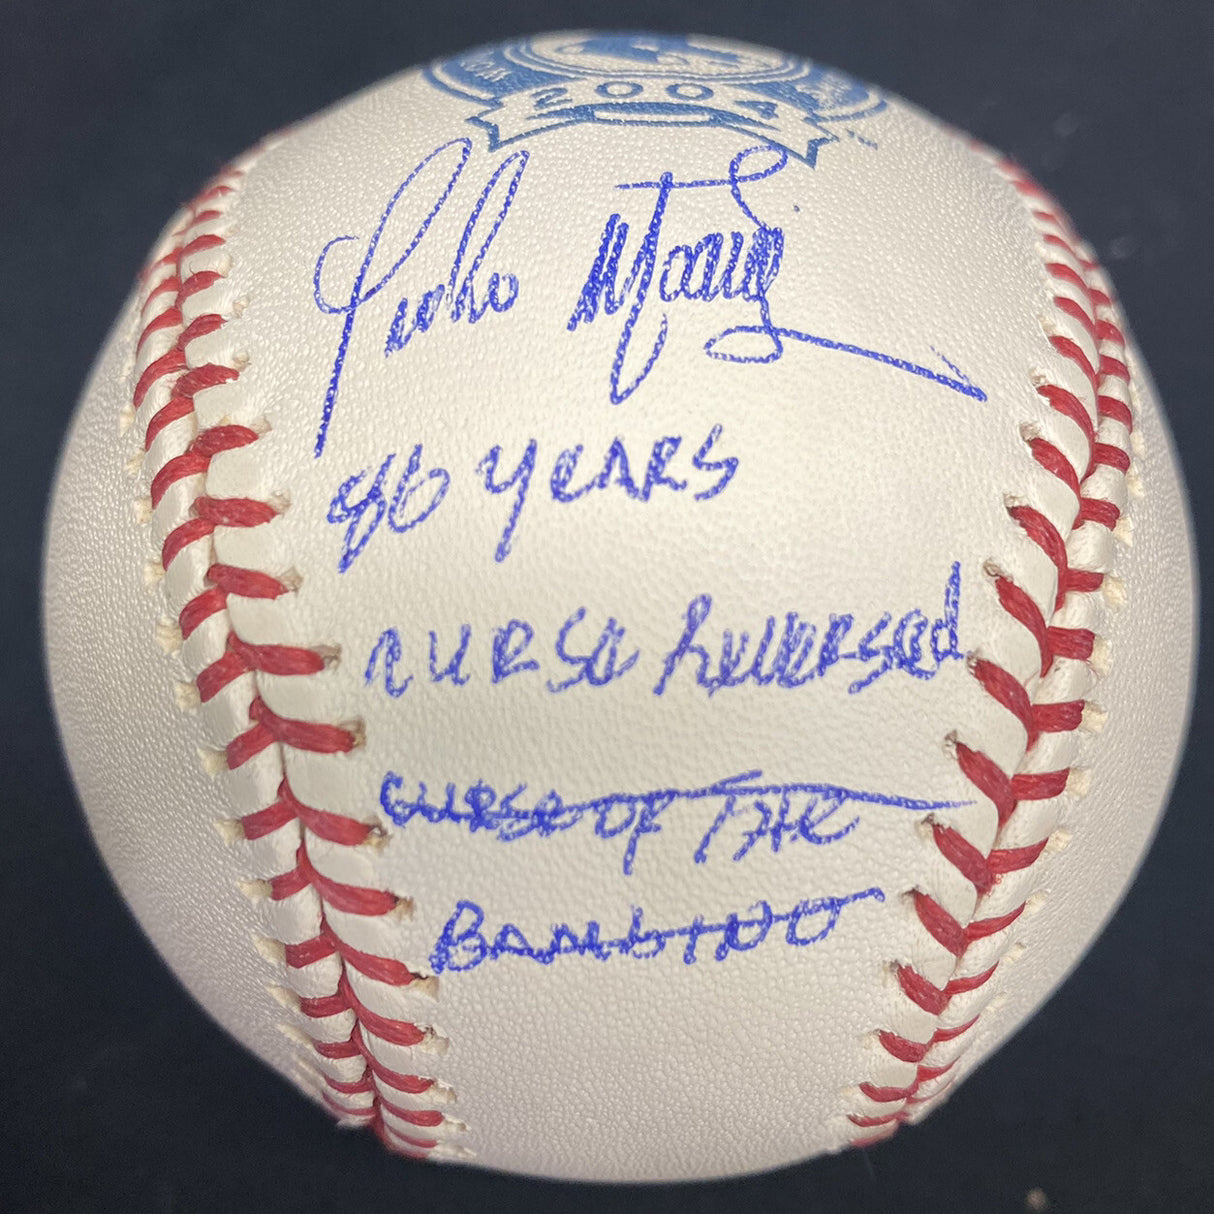 2004
Pedro Martinez
86 Years
Curse Reversed
Curse of The
Bambino